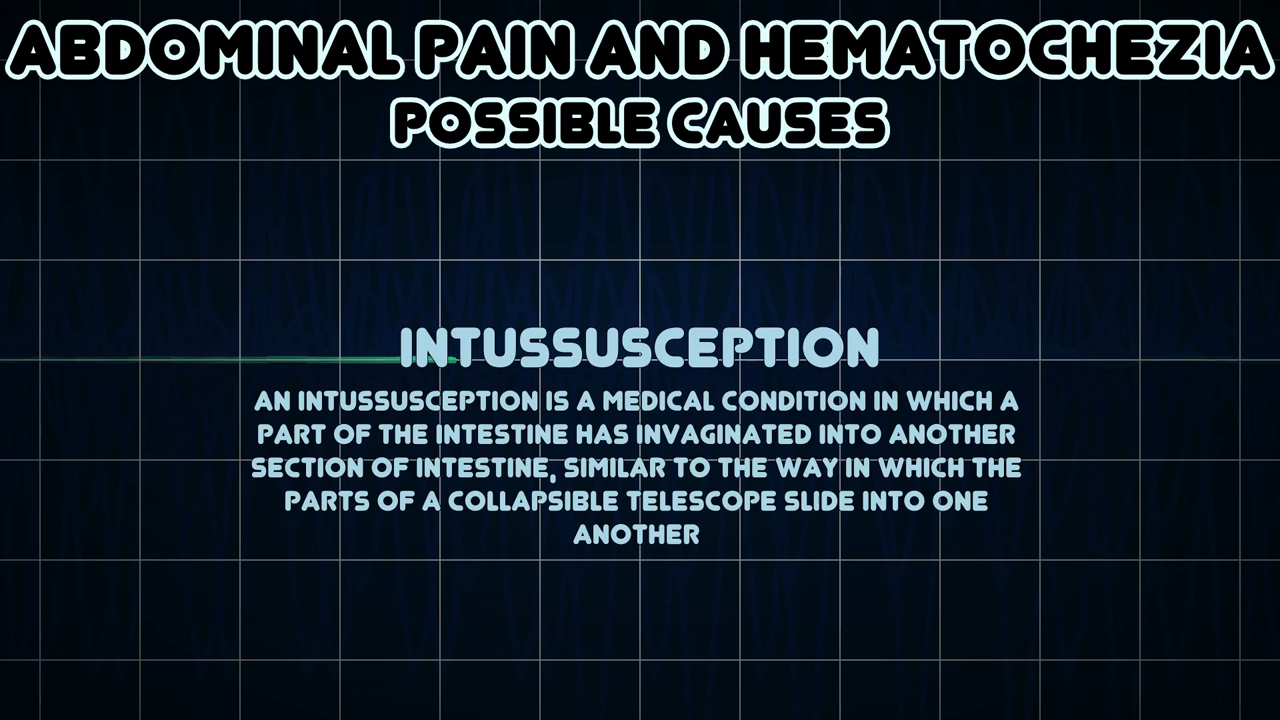 ABDOMINAL PAIN AND HEMATOCHEZIA
POSSIBLE CAUSES
INTUSSUSCEPTION
AN INTUSSUSCEPTION IS A MEDICAL CONDITION IN WHICH A
PART OF THE INTESTINE HAS INVAGINATED INTO ANOTHER
SECTION OF INTESTINE, SIMILAR TO THE WAY IN WHICH THE
PARTS OF A COLLAPSIBLE TELESCOPE SLIDE INTO ONE
ANOTHER